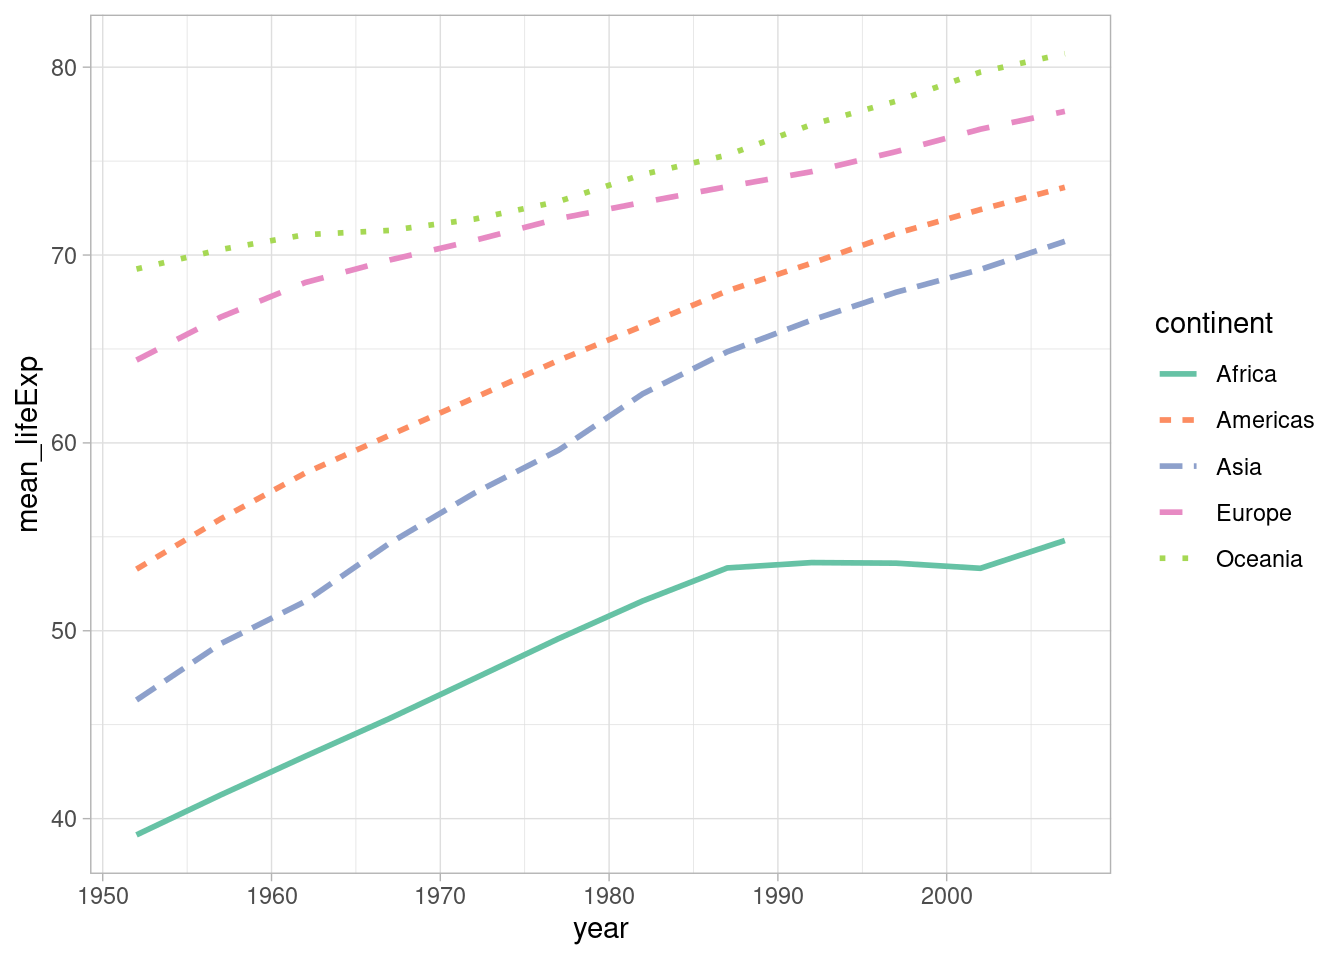 mean_lifeExp
80
70
60
50
40
1950 1960 1970 1980 1990 2000
year
continent
Africa
Americas
Asia
Europe
Oceania